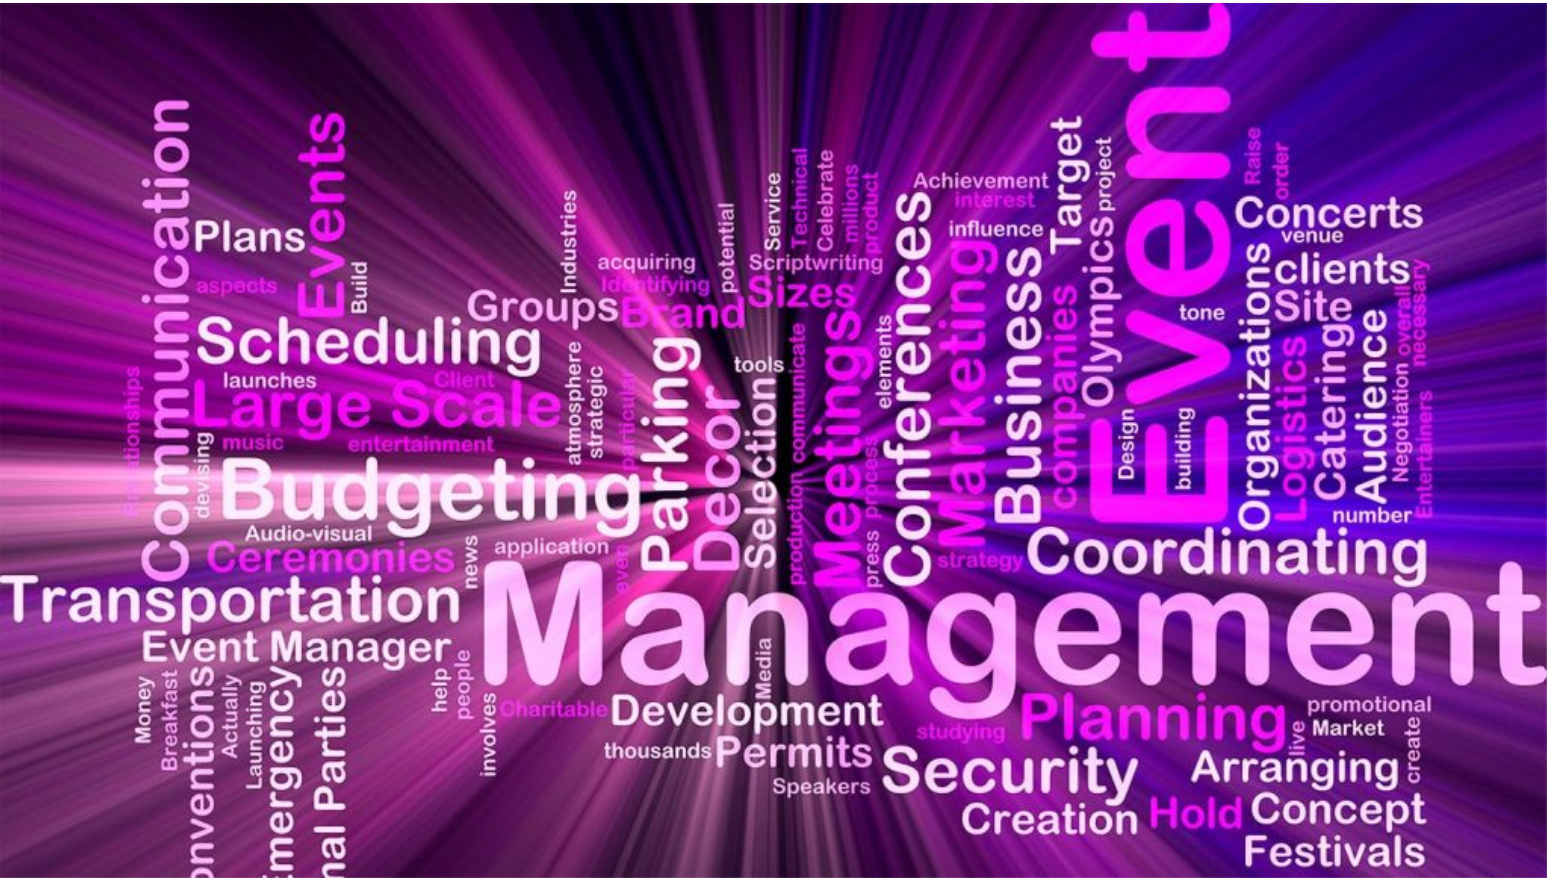 Communication
Events
Plans
aspects
Build
Scheduling
launches
Client
Large Scale
music
entertainment
devising
Budgeting
Audio-visual
Ceremonies
news
Transportation
Event Manager
Money
Breakfast
Actually
Launching
help
people
involves
Industries
acquiring
Identifying
Groups
Brand
potential
Service
Technical
Celebrate
millions
product
Scriptwriting
Sizes
atmosphere
strategic
particular
Parking
Decor
tools
Selection
communicate
production
Meetings
process
press
elements
Conferences
application
even
Achievement
interest
influence
Marketing
strategy
Business
Target
companies
Olympics
project
Event
tone
Design
building
Raise
order
Concerts
venue
clients
Site
Organizations
Logistics
Catering
Audience
overall
necessary
Negotiation
Entertainers
number
Coordinating
Management
Media
Charitable
Development
thousands
Permits
Speakers
studying
Planning
live
promotional
Market
create
Security
Arranging
Creation
Hold
Concept
Festivals
onventions
mergency
nal Parties